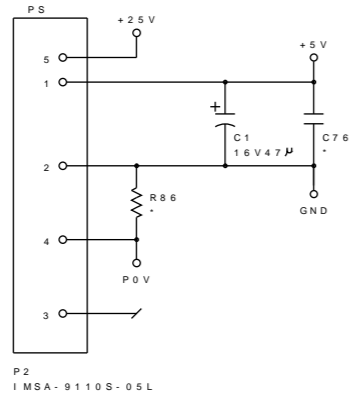 PS
+25V
+5V
5
1
C1
16V47μ
C76
*
2
R86
*
GND
4
P0V
3
P2
IMSA-9110S-05L